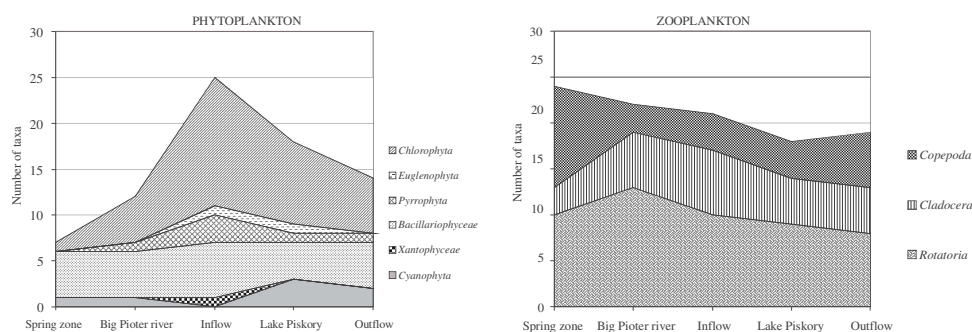 PHYTOPLANKTON
30
25
20
15
10
5
0
Number of taxa
Spring zone
Big Pioter river
Inflow
Lake Piskory
Outflow
Chlorophyta
Euglenophyta
Pyrrophyta
Bacillariophyceae
Xantophyceae
Cyanophyta
ZOOPLANKTON
30
25
20
15
10
5
0
Number of taxa
Spring zone
Big Pioter river
Inflow
Lake Piskory
Outflow
Copepoda
Cladocera
Rotatoria